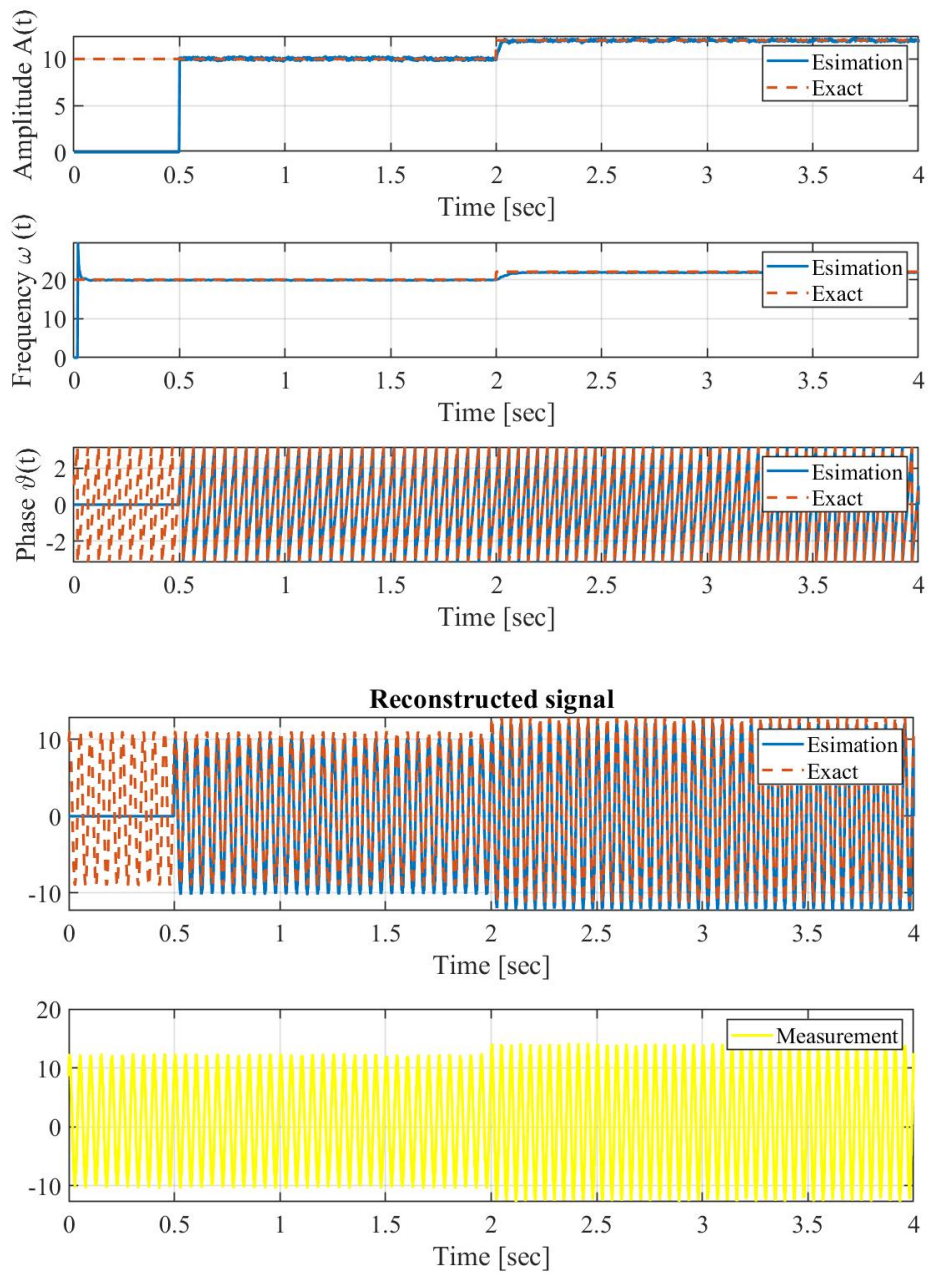 Amplitude A(t)
10
5
0
Esimation
Exact
0 0.5 1 1.5 2 2.5 3 3.5 4
Time [sec]
Frequency ω (t)
20
10
0
Esimation
Exact
0 0.5 1 1.5 2 2.5 3 3.5 4
Time [sec]
Phase ϑ(t)
2
0
-2
Esimation
Exact
0 0.5 1 1.5 2 2.5 3 3.5 4
Time [sec]
Reconstructed signal
10
0
-10
Esimation
Exact
0 0.5 1 1.5 2 2.5 3 3.5 4
Time [sec]
20
10
0
-10
Measurement
0 0.5 1 1.5 2 2.5 3 3.5 4
Time [sec]